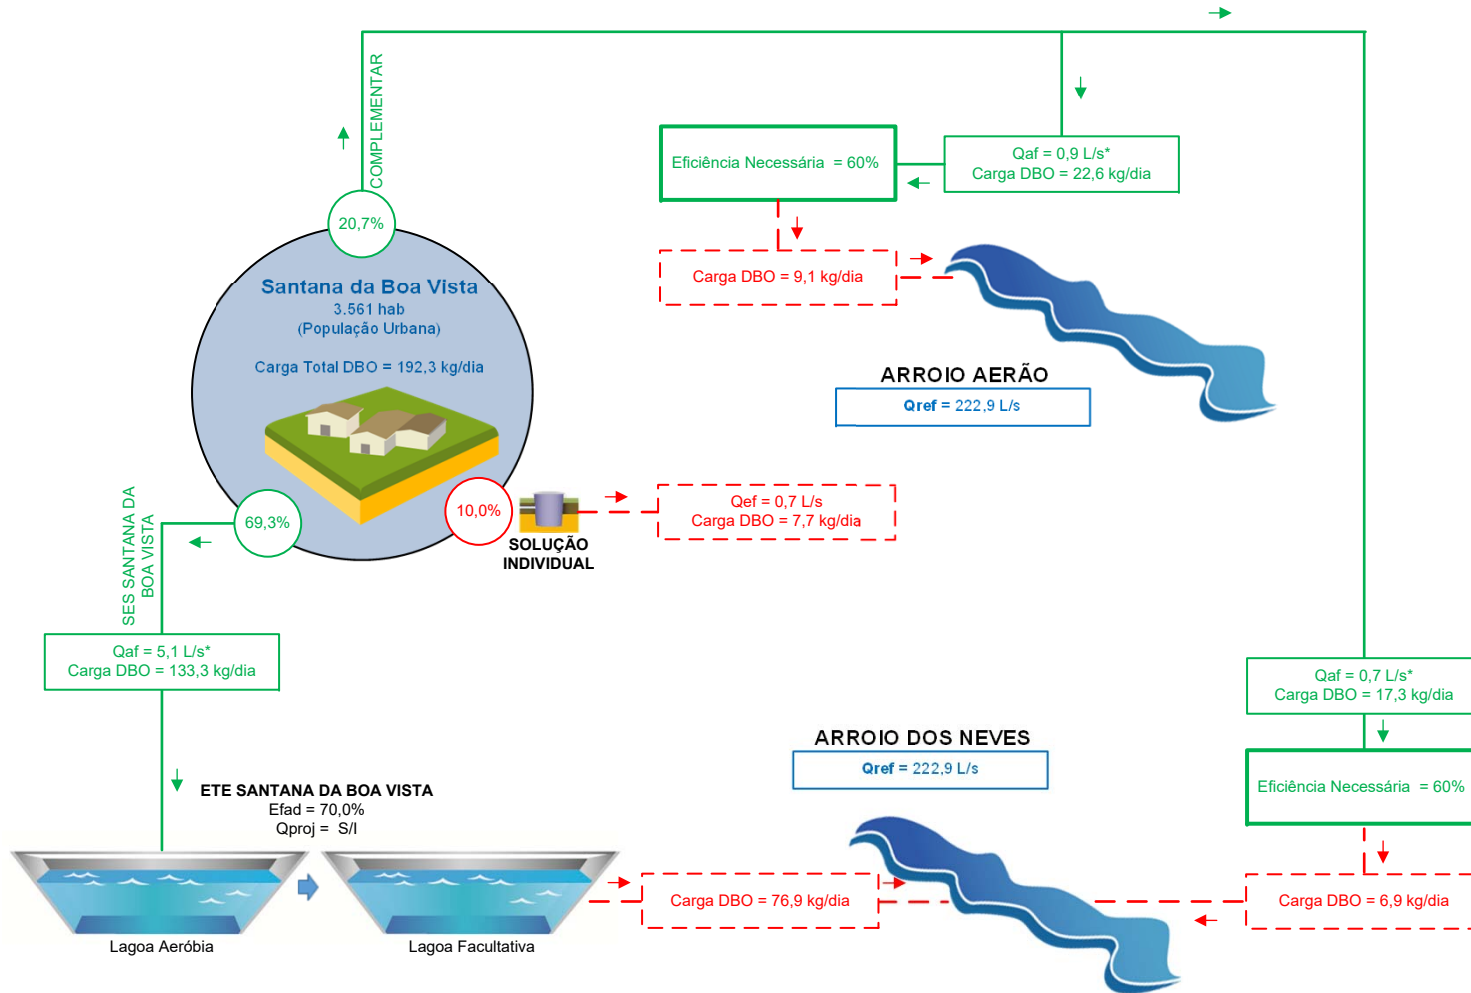 COMPLEMENTAR
Eficiência Necessária  = 60%
Qaf = 0,9 L/s*
Carga DBO = 22,6 kg/dia
20,7%
Carga DBO = 9,1 kg/dia
Santana da Boa Vista
3.561 hab
(População Urbana)
Carga Total DBO = 192,3 kg/dia
ARROIO AERÃO
Qref = 222,9 L/s
69,3%
10,0%
SOLUÇÃO
INDIVIDUAL
Qef = 0,7 L/s
Carga DBO = 7,7 kg/dia
SES SANTANA DA
BOA VISTA
Qaf = 5,1 L/s*
Carga DBO = 133,3 kg/dia
Qaf = 0,7 L/s*
Carga DBO = 17,3 kg/dia
ARROIO DOS NEVES
Qref = 222,9 L/s
Eficiência Necessária  = 60%
ETE SANTANA DA BOA VISTA
Efad = 70,0%
Qproj =  S/I
Carga DBO = 76,9 kg/dia
Carga DBO = 6,9 kg/dia
Lagoa Aeróbia
Lagoa Facultativa